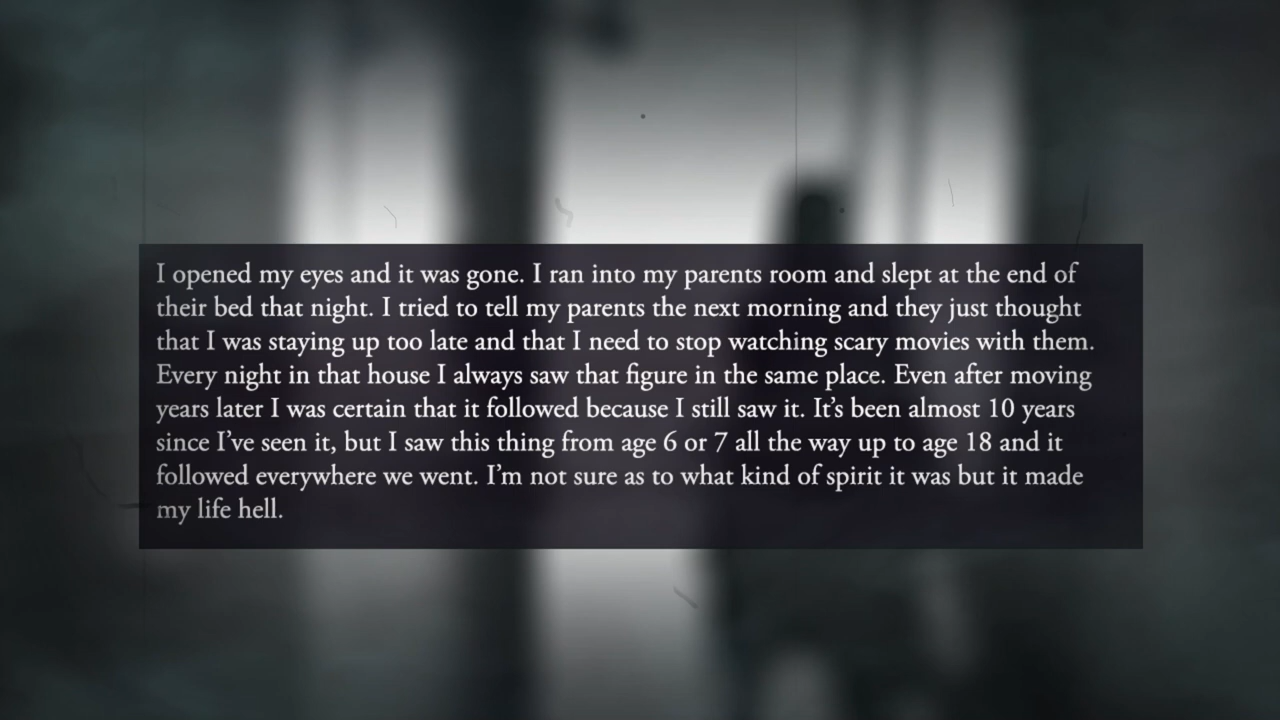 I opened my eyes and it was gone. I ran into my parents room and slept at the end of
their bed that night. I tried to tell my parents the next morning and they just thought
that I was staying up too late and that I need to stop watching scary movies with them.
Every night in that house I always saw that figure in the same place. Even after moving
years later I was certain that it followed because I still saw it. It’s been almost 10 years
since I’ve seen it, but I saw this thing from age 6 or 7 all the way up to age 18 and it
followed everywhere we went. I’m not sure as to what kind of spirit it was but it made
my life hell.